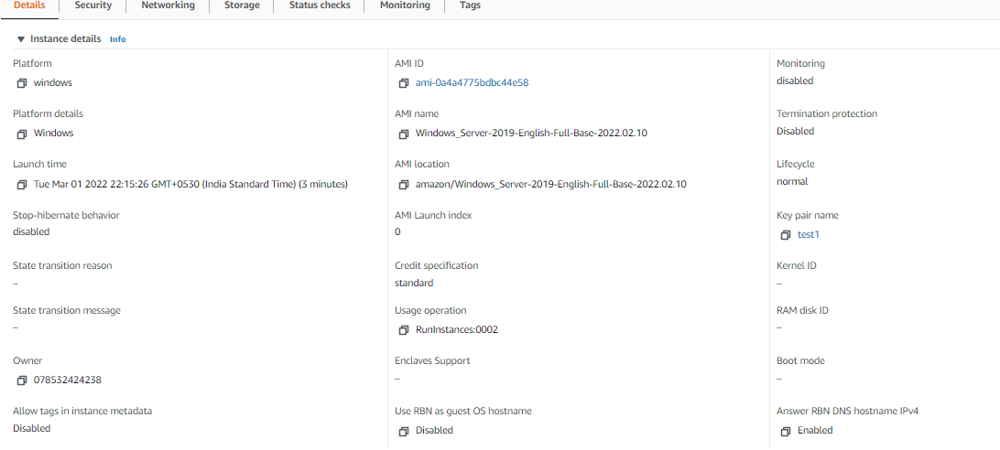 Details
Security
Networking
Storage
Status checks
Monitoring
Tags
Instance details Info
Platform
windows
AMI ID
ami-0a4a4775bdbc44e58
Monitoring
disabled
Platform details
Windows
AMI name
Windows_Server-2019-English-Full-Base-2022.02.10
Termination protection
Disabled
Launch time
Tue Mar 01 2022 22:15:26 GMT+0530 (India Standard Time) (3 minutes)
AMI location
amazon/Windows_Server-2019-English-Full-Base-2022.02.10
Lifecycle
normal
Stop-hibernate behavior
disabled
AMI Launch index
0
Key pair name
test1
State transition reason
–
Credit specification
standard
Kernel ID
–
State transition message
–
Usage operation
RunInstances:0002
RAM disk ID
–
Owner
078532424238
Enclaves Support
–
Boot mode
–
Allow tags in instance metadata
Disabled
Use RBN as guest OS hostname
Disabled
Answer RBN DNS hostname IPv4
Enabled